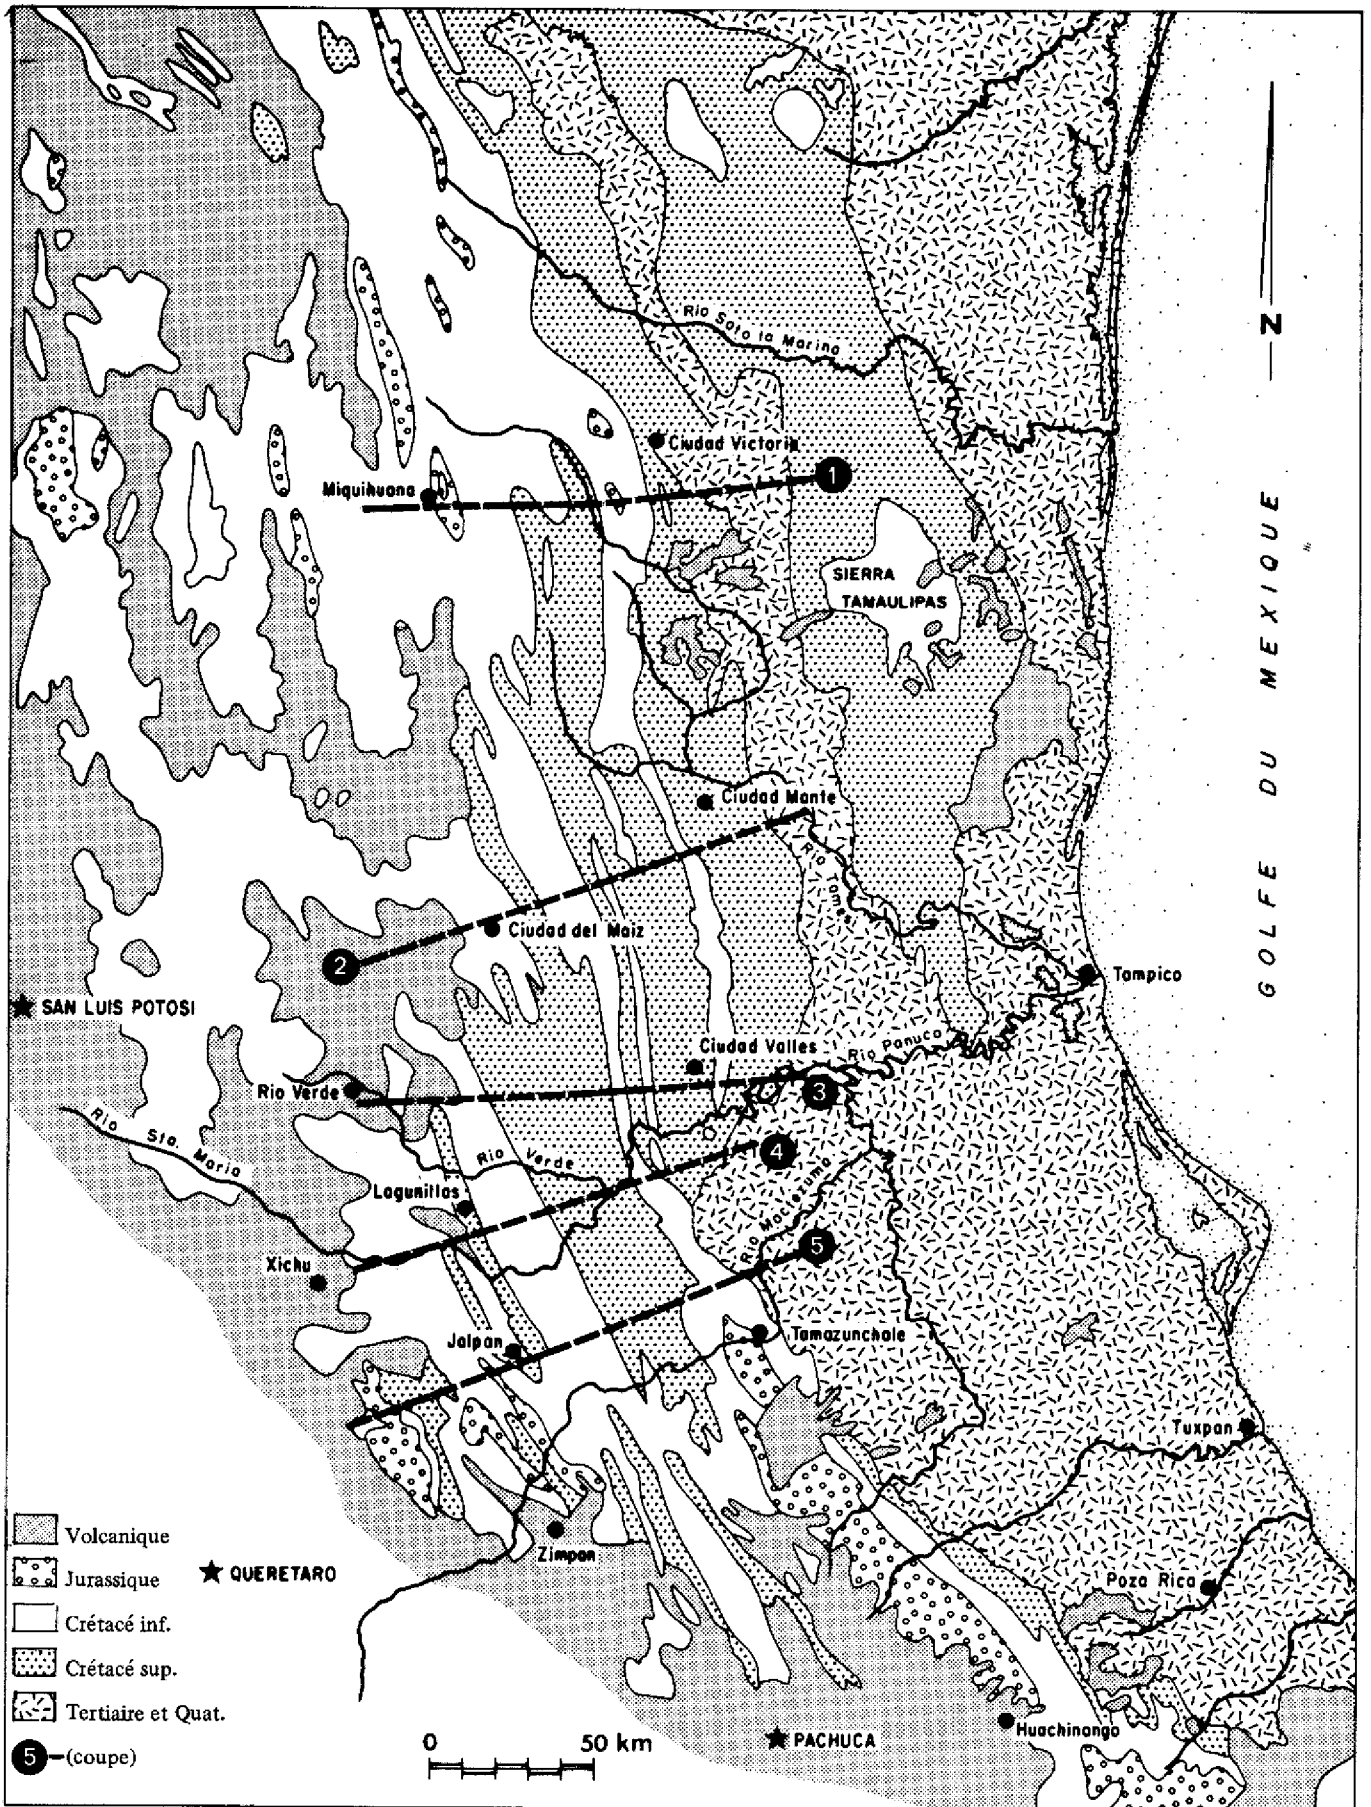 Rio Soto la Marina
Ciudad Victoria
1
Miquihuana
SIERRA
TAMAULIPAS
N
GOLFE DU MEXIQUE
Ciudad Mante
Rio
Ciudad del Maiz
2
Tampico
SAN LUIS POTOSI
Ciudad Valles
Rio Panuco
Rio Verde
3
Rio Sta.
Maria
Rio Verde
4
Lagunillas
Rio Moctezuma
5
Xichu
Jalpan
Tamazunchale
Tuxpan
Volcanique
Zimpan
Jurassique
QUERETARO
Poza Rica
Crétacé inf.
Crétacé sup.
Tertiaire et Quat.
Huachinango
0 50 km
PACHUCA
5 -(coupe)